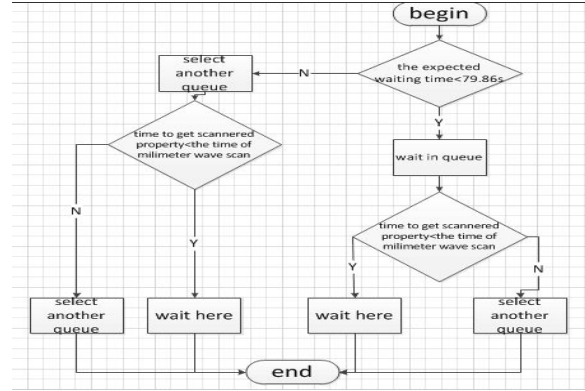 begin
the expected
waiting time<79.86s
N
select
another
queue
Y
time to get scannered
property<the time of
milimeter wave scan
wait in queue
time to get scannered
property<the time of
milimeter wave scan
N
Y
Y
N
select
another
queue
wait here
wait here
select
another
queue
end